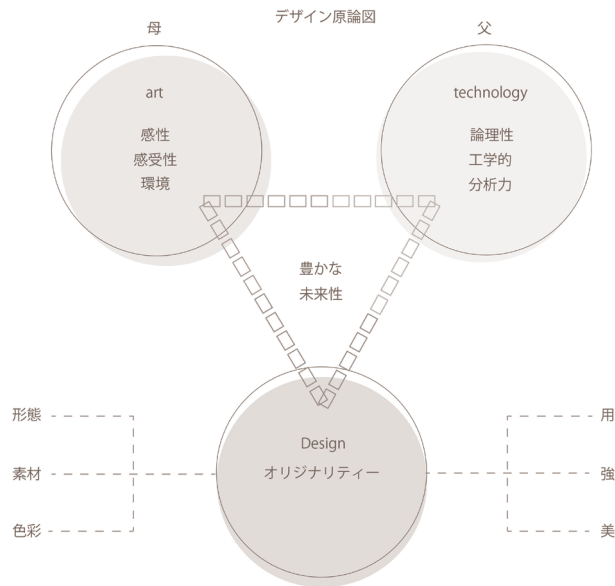 デザイン原論図
母
父
art
感性
感受性
環境
technology
論理性
工学的
分析力
豊かな
未来性
Design
オリジナリティー
形態
素材
色彩
用
強
美